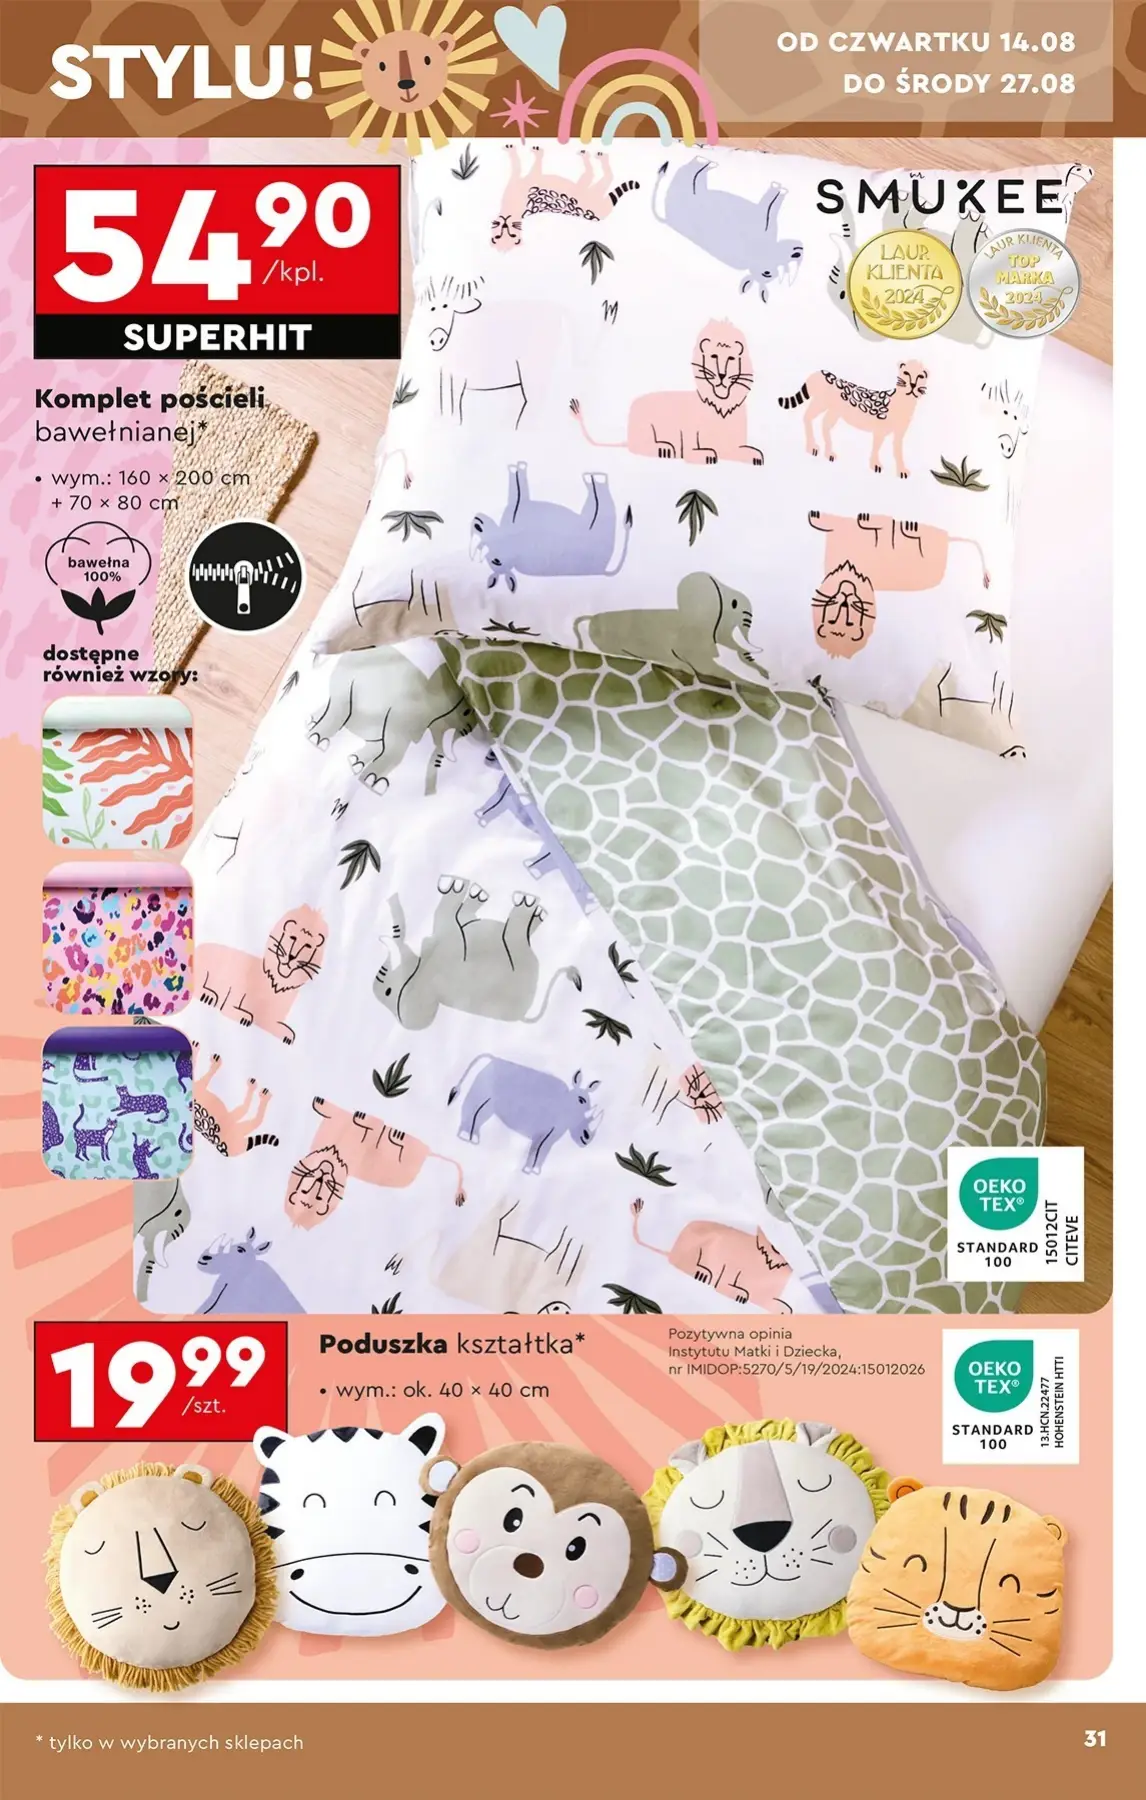 STYLU!
OD CZWARTKU 14.08
DO ŚRODY 27.08
54 90
/kpl.
SUPERHIT
SMUKEE
LAUR
KLIENTA
2024
LAUR KLIENTA
TOP
MARKA
2024
Komplet pościeli
bawełnianej*
• wym.: 160 × 200 cm
+ 70 × 80 cm
bawełna
100%
dostępne
również wzory:
OEKO
TEX®
STANDARD
100
15012CIT
CITEVE
19 99
/szt.
Poduszka kształtka*
• wym.: ok. 40 × 40 cm
Pozytywna opinia
Instytutu Matki i Dziecka,
nr IMIDOP:5270/5/19/2024:15012026
OEKO
TEX®
STANDARD
100
13.HCN.22477
HOHENSTEIN HTTI
* tylko w wybranych sklepach
31